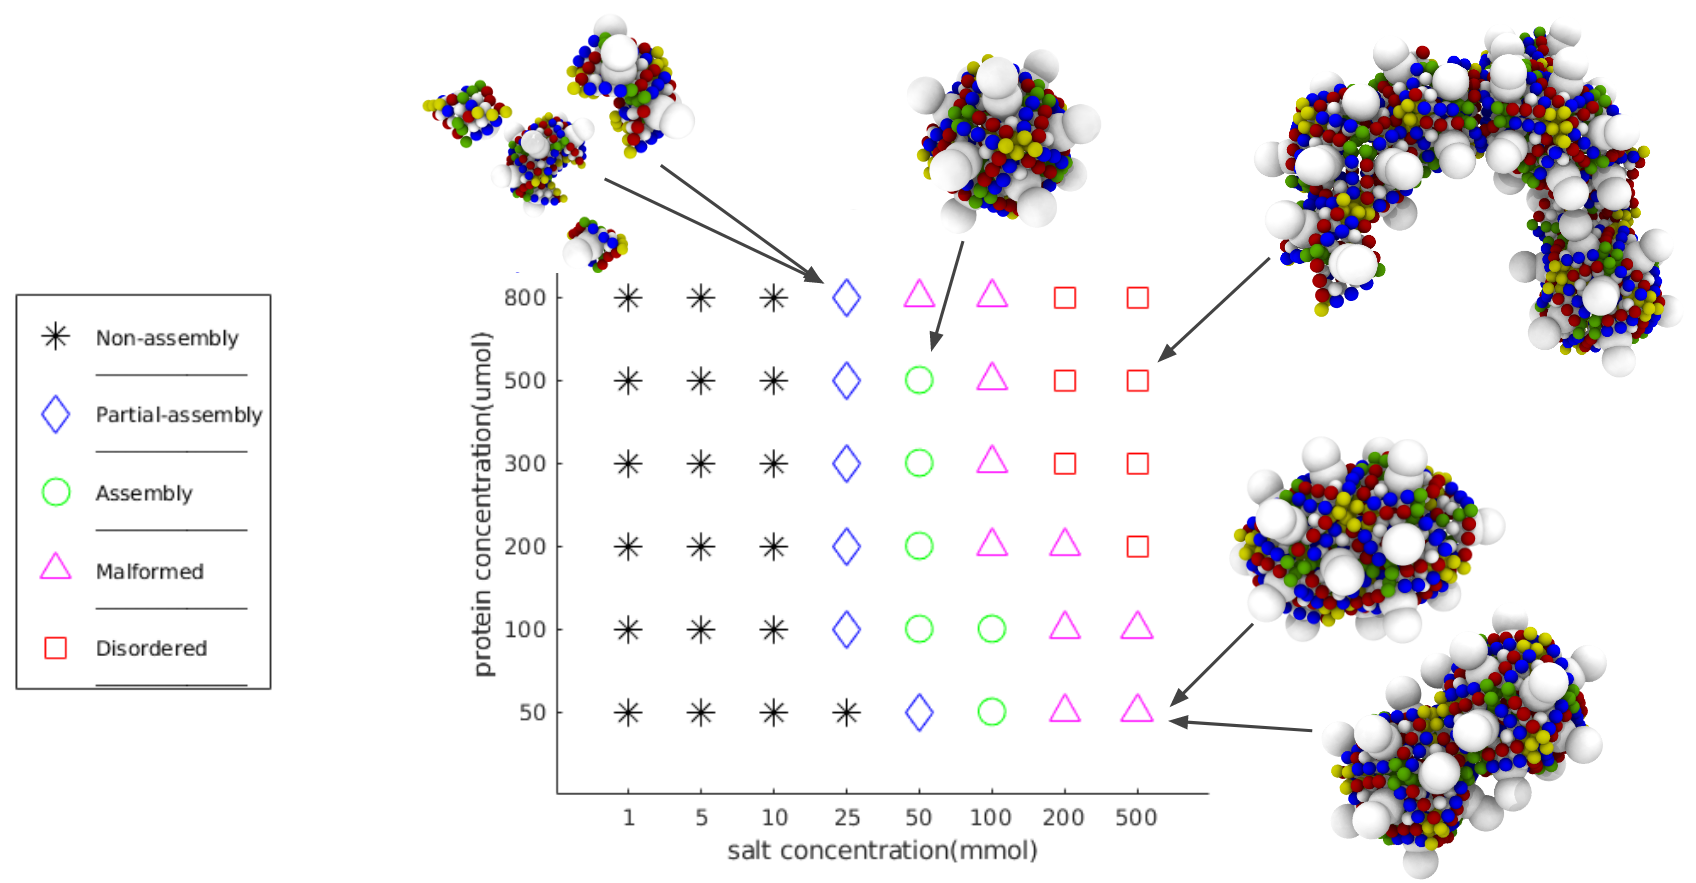 Non-assembly
Partial-assembly
Assembly
Malformed
Disordered
protein concentration(umol)
800
500
300
200
100
50
1 5 10 25 50 100 200 500
salt concentration(mmol)